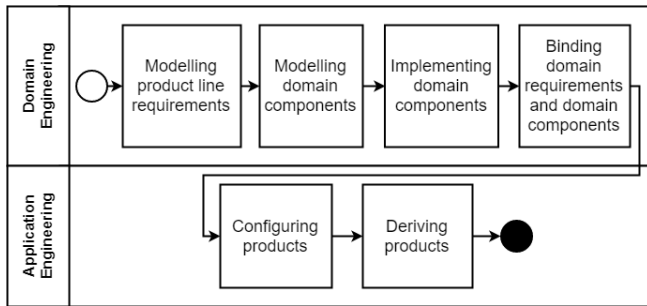 Domain
Engineering
Modelling
product line
requirements
Modelling
domain
components
Implementing
domain
components
Binding
domain
requirements
and domain
components
Application
Engineering
Configuring
products
Deriving
products